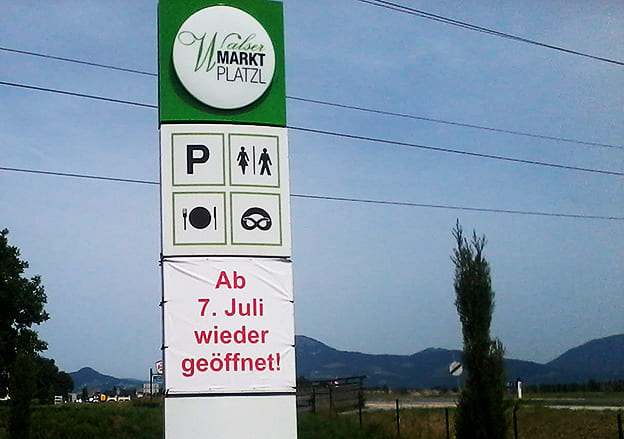 Walser
MARKT
PLATZL
P
Ab
7. Juli
wieder
geöffnet!